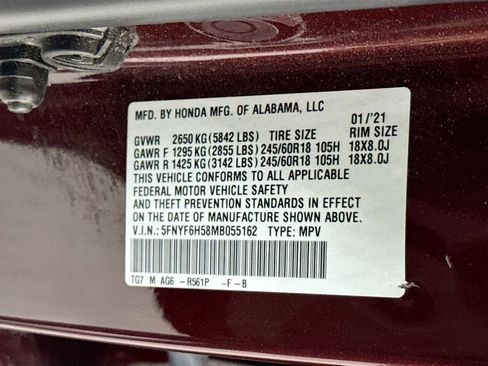 MFD. BY HONDA MFG. OF ALABAMA, LLC
01/'21
GVWR 2650 KG (5842 LBS) TIRE SIZE RIM SIZE
GAWR F 1295 KG (2855 LBS) 245/60R18 105H 18X8.0J
GAWR R 1425 KG (3142 LBS) 245/60R18 105H 18X8.0J
THIS VEHICLE CONFORMS TO ALL APPLICABLE
FEDERAL MOTOR VEHICLE SAFETY
AND THEFT PREVENTION STANDARDS IN EFFECT
ON THE DATE OF MANUFACTURE SHOWN ABOVE.
V.I.N.: 5FNYF6H58MB055162 TYPE: MPV
TG7 M AG6 -R561P -F -B